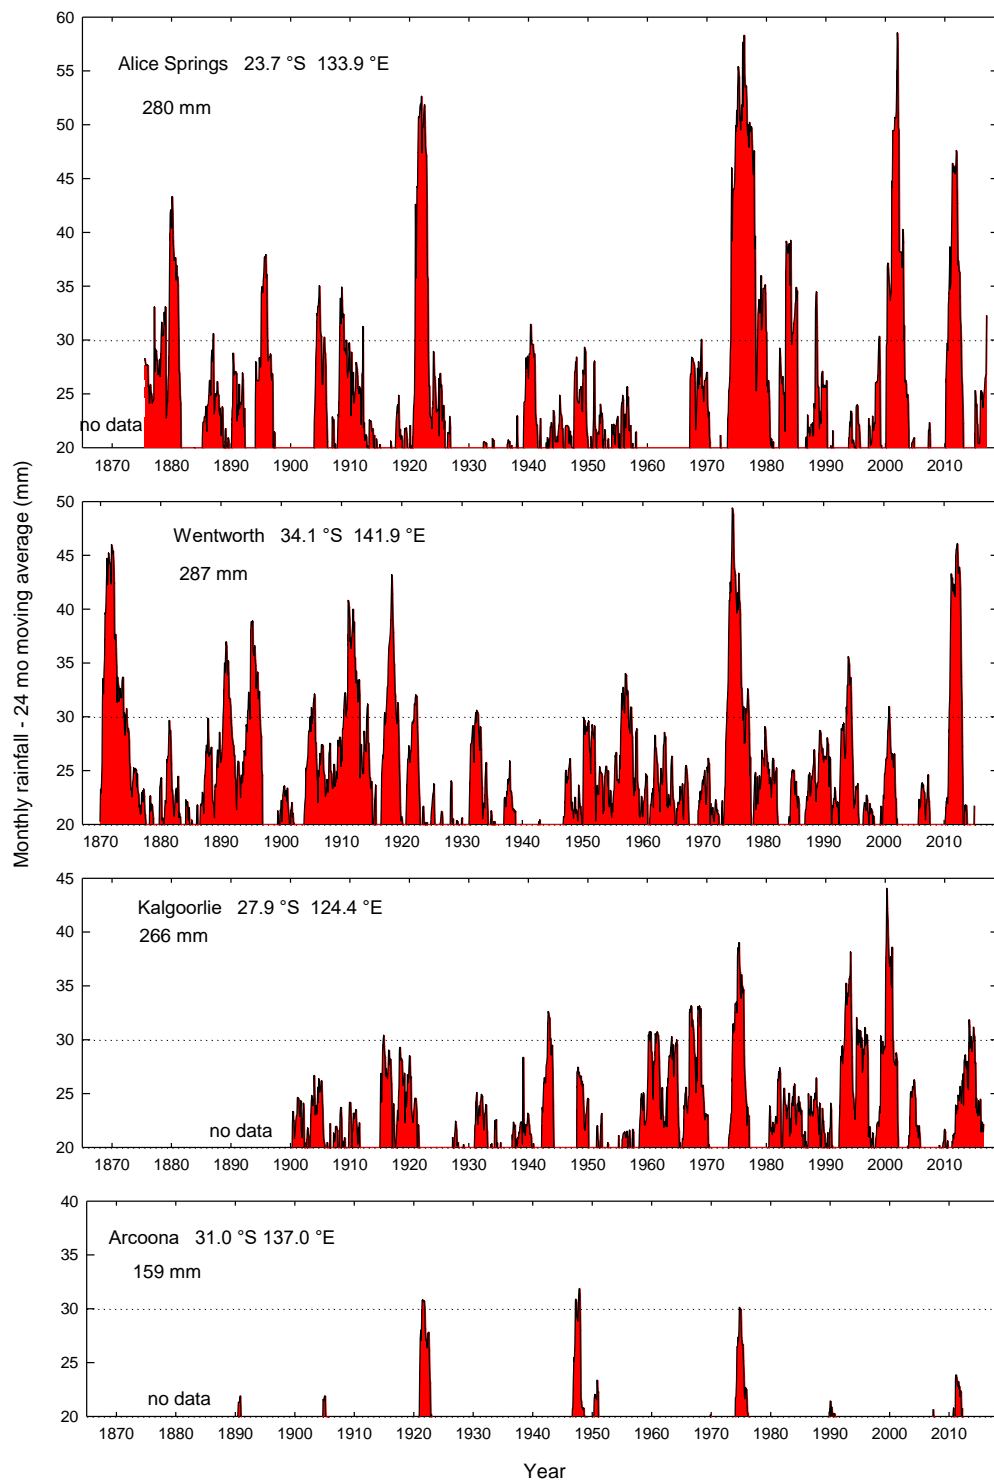 Monthly rainfall - 24 mo moving average (mm)
60
55
50
45
40
35
30
25
20
Alice Springs 23.7 °S 133.9 °E
280 mm
no data
1870 1880 1890 1900 1910 1920 1930 1940 1950 1960 1970 1980 1990 2000 2010
50
45
40
35
30
25
20
Wentworth 34.1 °S 141.9 °E
287 mm
1870 1880 1890 1900 1910 1920 1930 1940 1950 1960 1970 1980 1990 2000 2010
45
40
35
30
25
20
Kalgoorlie 27.9 °S 124.4 °E
266 mm
no data
1870 1880 1890 1900 1910 1920 1930 1940 1950 1960 1970 1980 1990 2000 2010
40
35
30
25
20
Arcoona 31.0 °S 137.0 °E
159 mm
no data
1870 1880 1890 1900 1910 1920 1930 1940 1950 1960 1970 1980 1990 2000 2010
Year